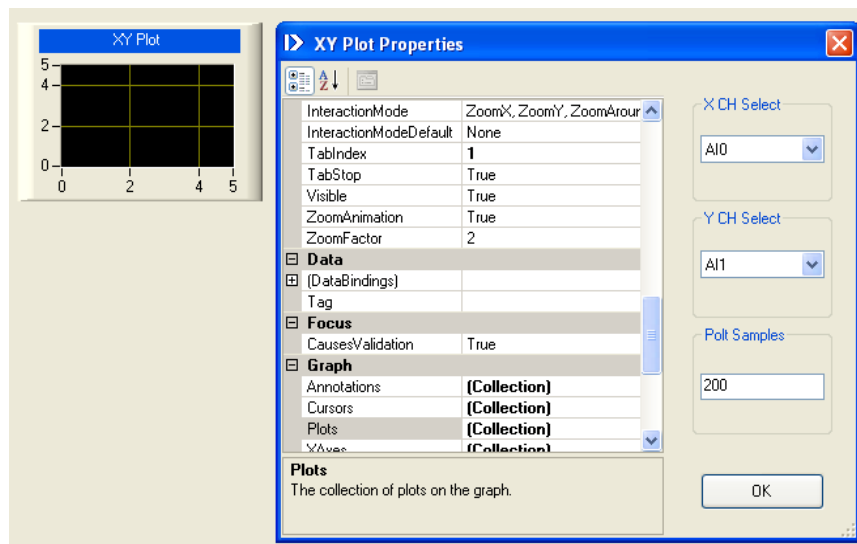 XY Plot
5
4
2
0
0 2 4 5
XY Plot Properties
InteractionMode ZoomX, ZoomY, ZoomArour
InteractionModeDefault None
TabIndex 1
TabStop True
Visible True
ZoomAnimation True
ZoomFactor 2
Data
(DataBindings)
Tag
Focus
CausesValidation True
Graph
Annotations (Collection)
Cursors (Collection)
Plots (Collection)
XAxes (Collection)
Plots
The collection of plots on the graph.
X CH Select
AI0
Y CH Select
AI1
Polt Samples
200
OK